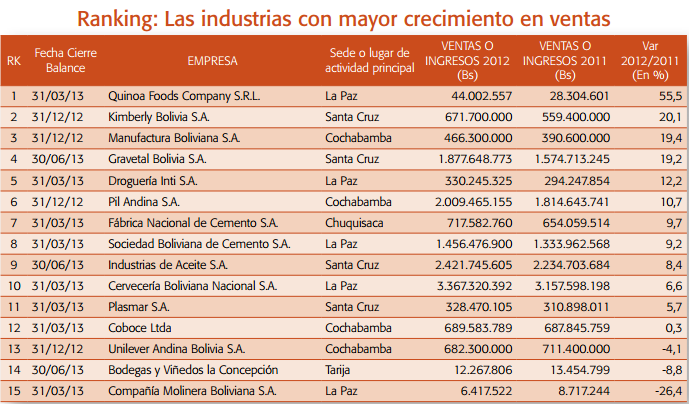 Ranking: Las industrias con mayor crecimiento en ventas
RK Fecha Cierre Balance EMPRESA Sede o lugar de actividad principal VENTAS O INGRESOS 2012 (Bs) VENTAS O INGRESOS 2011 (Bs) Var 2012/2011 (En %)
1 31/03/13 Quinoa Foods Company S.R.L. La Paz 44.002.557 28.304.601 55,5
2 31/12/12 Kimberly Bolivia S.A. Santa Cruz 671.700.000 559.400.000 20,1
3 31/12/12 Manufactura Boliviana S.A. Cochabamba 466.300.000 390.600.000 19,4
4 30/06/13 Gravetal Bolivia S.A. Santa Cruz 1.877.648.773 1.574.713.245 19,2
5 31/03/13 Droguería Inti S.A. La Paz 330.245.325 294.247.854 12,2
6 31/12/12 Pil Andina S.A. Cochabamba 2.009.465.155 1.814.643.741 10,7
7 31/03/13 Fábrica Nacional de Cemento S.A. Chuquisaca 717.582.760 654.059.514 9,7
8 31/03/13 Sociedad Boliviana de Cemento S.A. La Paz 1.456.476.900 1.333.962.568 9,2
9 30/06/13 Industrias de Aceite S.A. Santa Cruz 2.421.745.605 2.234.703.684 8,4
10 31/03/13 Cervecería Boliviana Nacional S.A. La Paz 3.367.320.392 3.157.598.198 6,6
11 31/03/13 Plasmar S.A. Santa Cruz 328.470.105 310.898.011 5,7
12 31/03/13 Coboce Ltda Cochabamba 689.583.789 687.845.759 0,3
13 31/12/12 Unilever Andina Bolivia S.A. Cochabamba 682.300.000 711.400.000 -4,1
14 30/06/13 Bodegas y Viñedos la Concepción Tarija 12.267.806 13.454.799 -8,8
15 31/03/13 Compañía Molinera Boliviana S.A. La Paz 6.417.522 8.717.244 -26,4